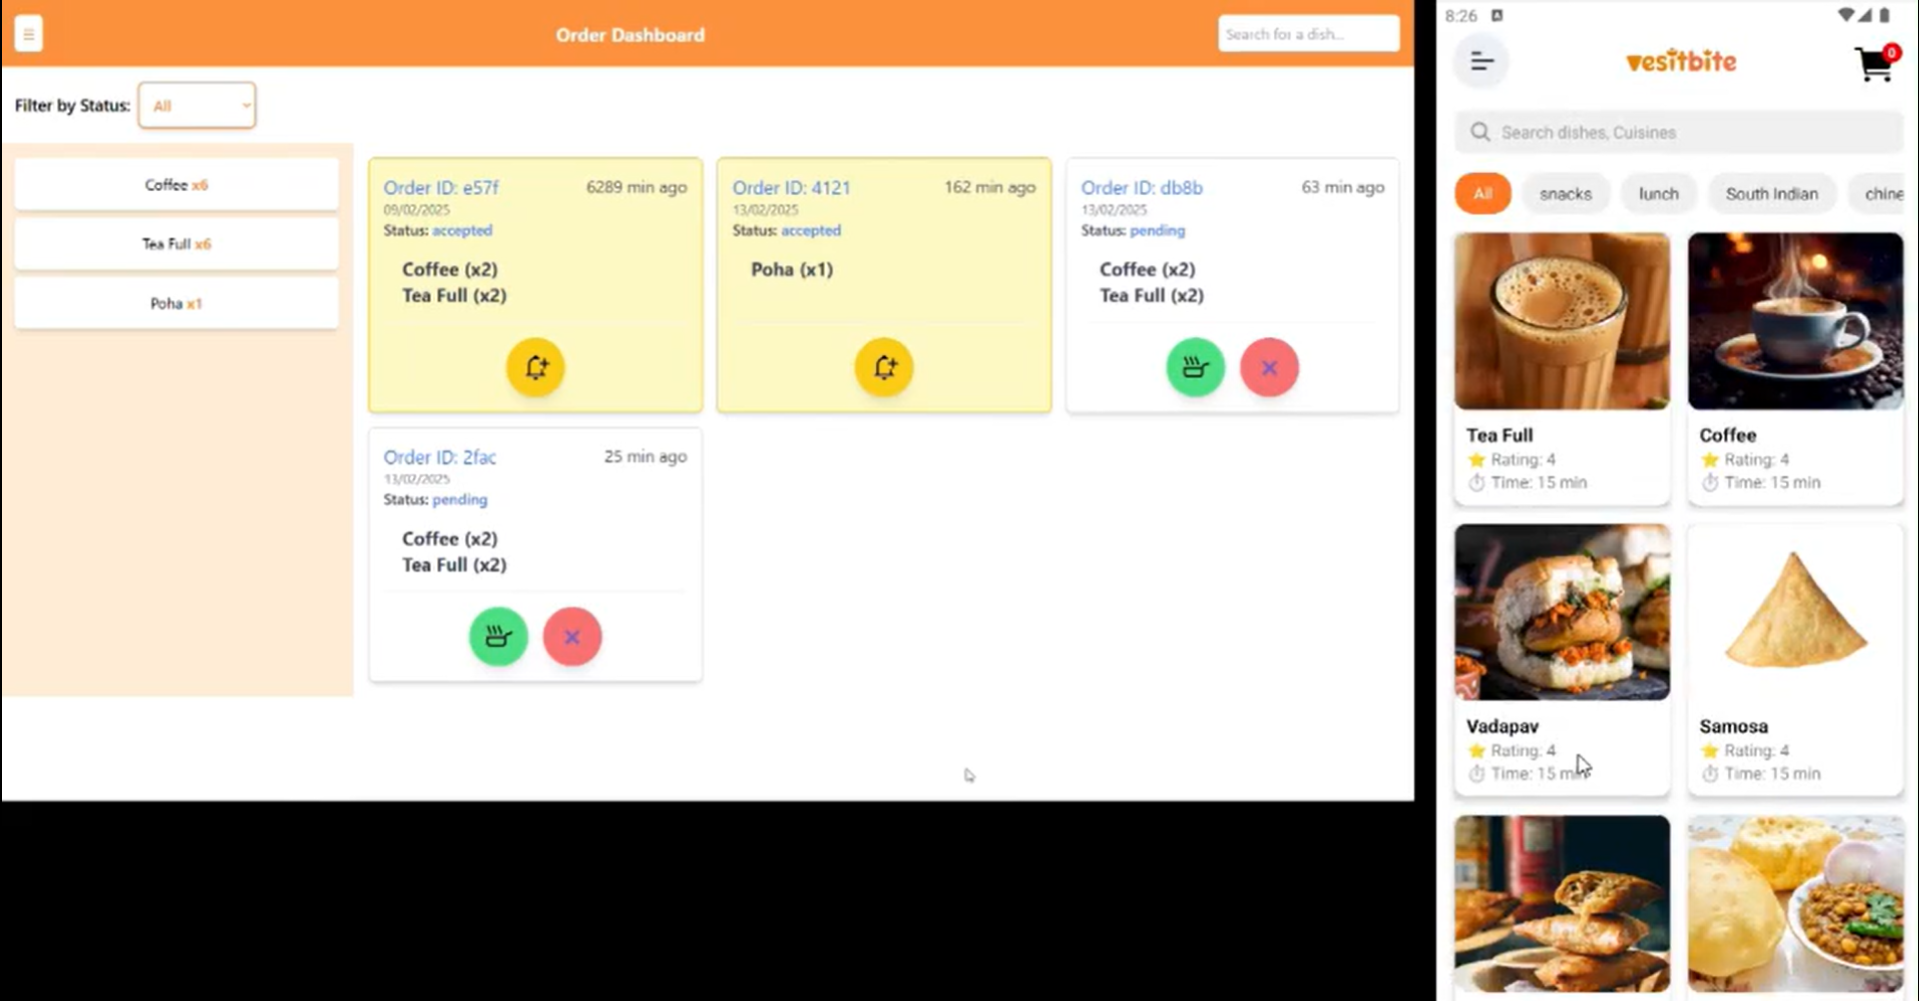 Order Dashboard
Search for a dish...
Filter by Status: All
Coffee x6
Tea Full x6
Poha x1
Order ID: e57f 6289 min ago
09/02/2025
Status: accepted
Coffee (x2)
Tea Full (x2)
Order ID: 4121 162 min ago
13/02/2025
Status: accepted
Poha (x1)
Order ID: db8b 63 min ago
13/02/2025
Status: pending
Coffee (x2)
Tea Full (x2)
Order ID: 2fac 25 min ago
13/02/2025
Status: pending
Coffee (x2)
Tea Full (x2)
8:26
vesitbite
0
Search dishes, Cuisines
All snacks lunch South Indian chine
Tea Full
Rating: 4
Time: 15 min
Coffee
Rating: 4
Time: 15 min
Vadapav
Rating: 4
Time: 15 min
Samosa
Rating: 4
Time: 15 min